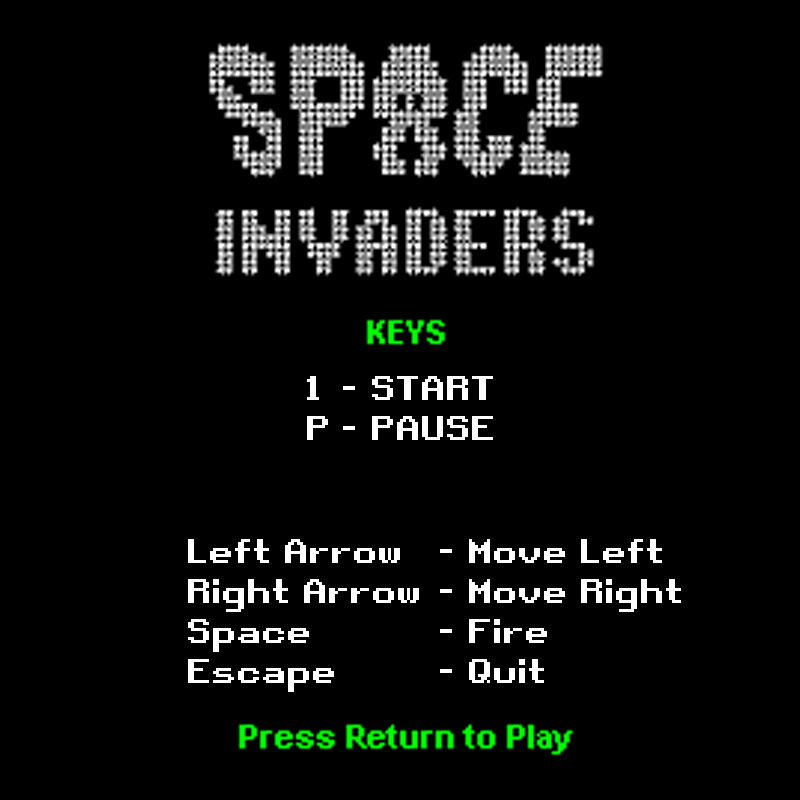 SPACE
INVADERS
KEYS
1 - START
P - PAUSE
Left Arrow - Move Left
Right Arrow - Move Right
Space - Fire
Escape - Quit
Press Return to Play